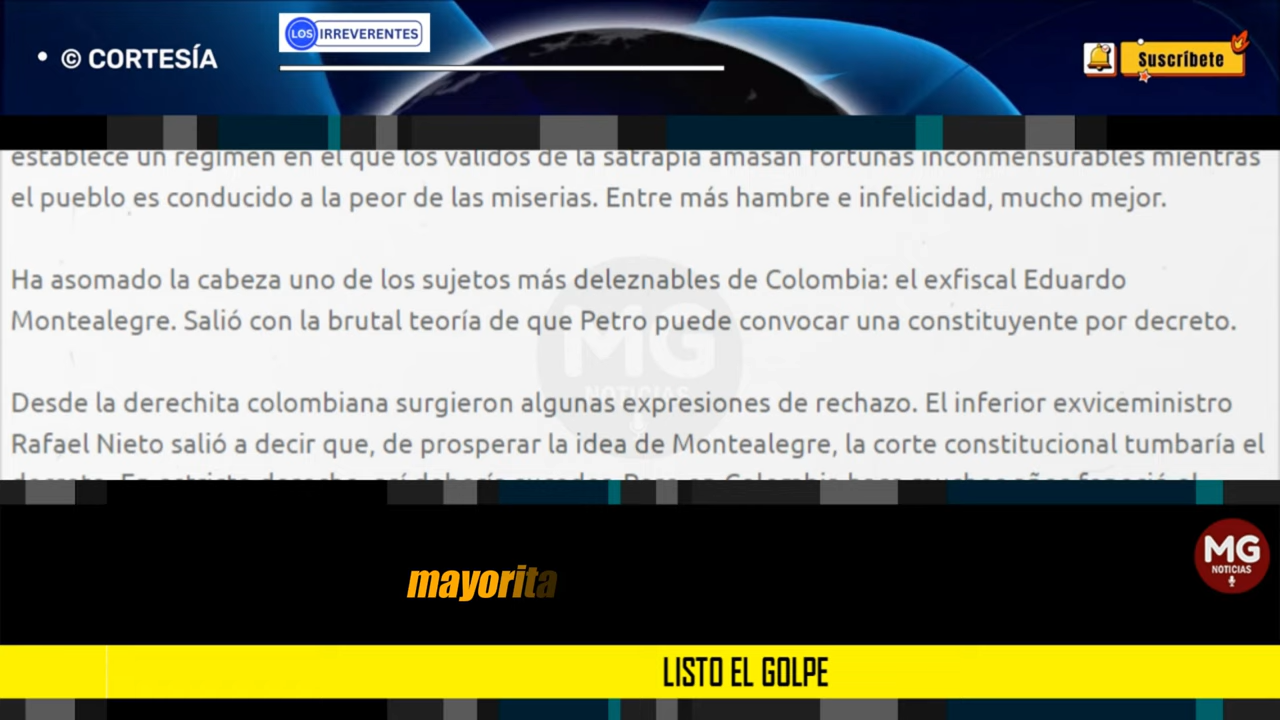 • © CORTESÍA
LOS IRREVERENTES
Suscríbete
establece un régimen en el que los validos de la satrapía amasan fortunas inconmensurables mientras
el pueblo es conducido a la peor de las miserias. Entre más hambre e infelicidad, mucho mejor.
Ha asomado la cabeza uno de los sujetos más deleznables de Colombia: el exfiscal Eduardo
Montealegre. Salió con la brutal teoría de que Petro puede convocar una constituyente por decreto.
MG
NOTICIAS
Desde la derechita colombiana surgieron algunas expresiones de rechazo. El inferior exviceministro
Rafael Nieto salió a decir que, de prosperar la idea de Montealegre, la corte constitucional tumbaría el
MG
NOTICIAS
mayorita
LISTO EL GOLPE